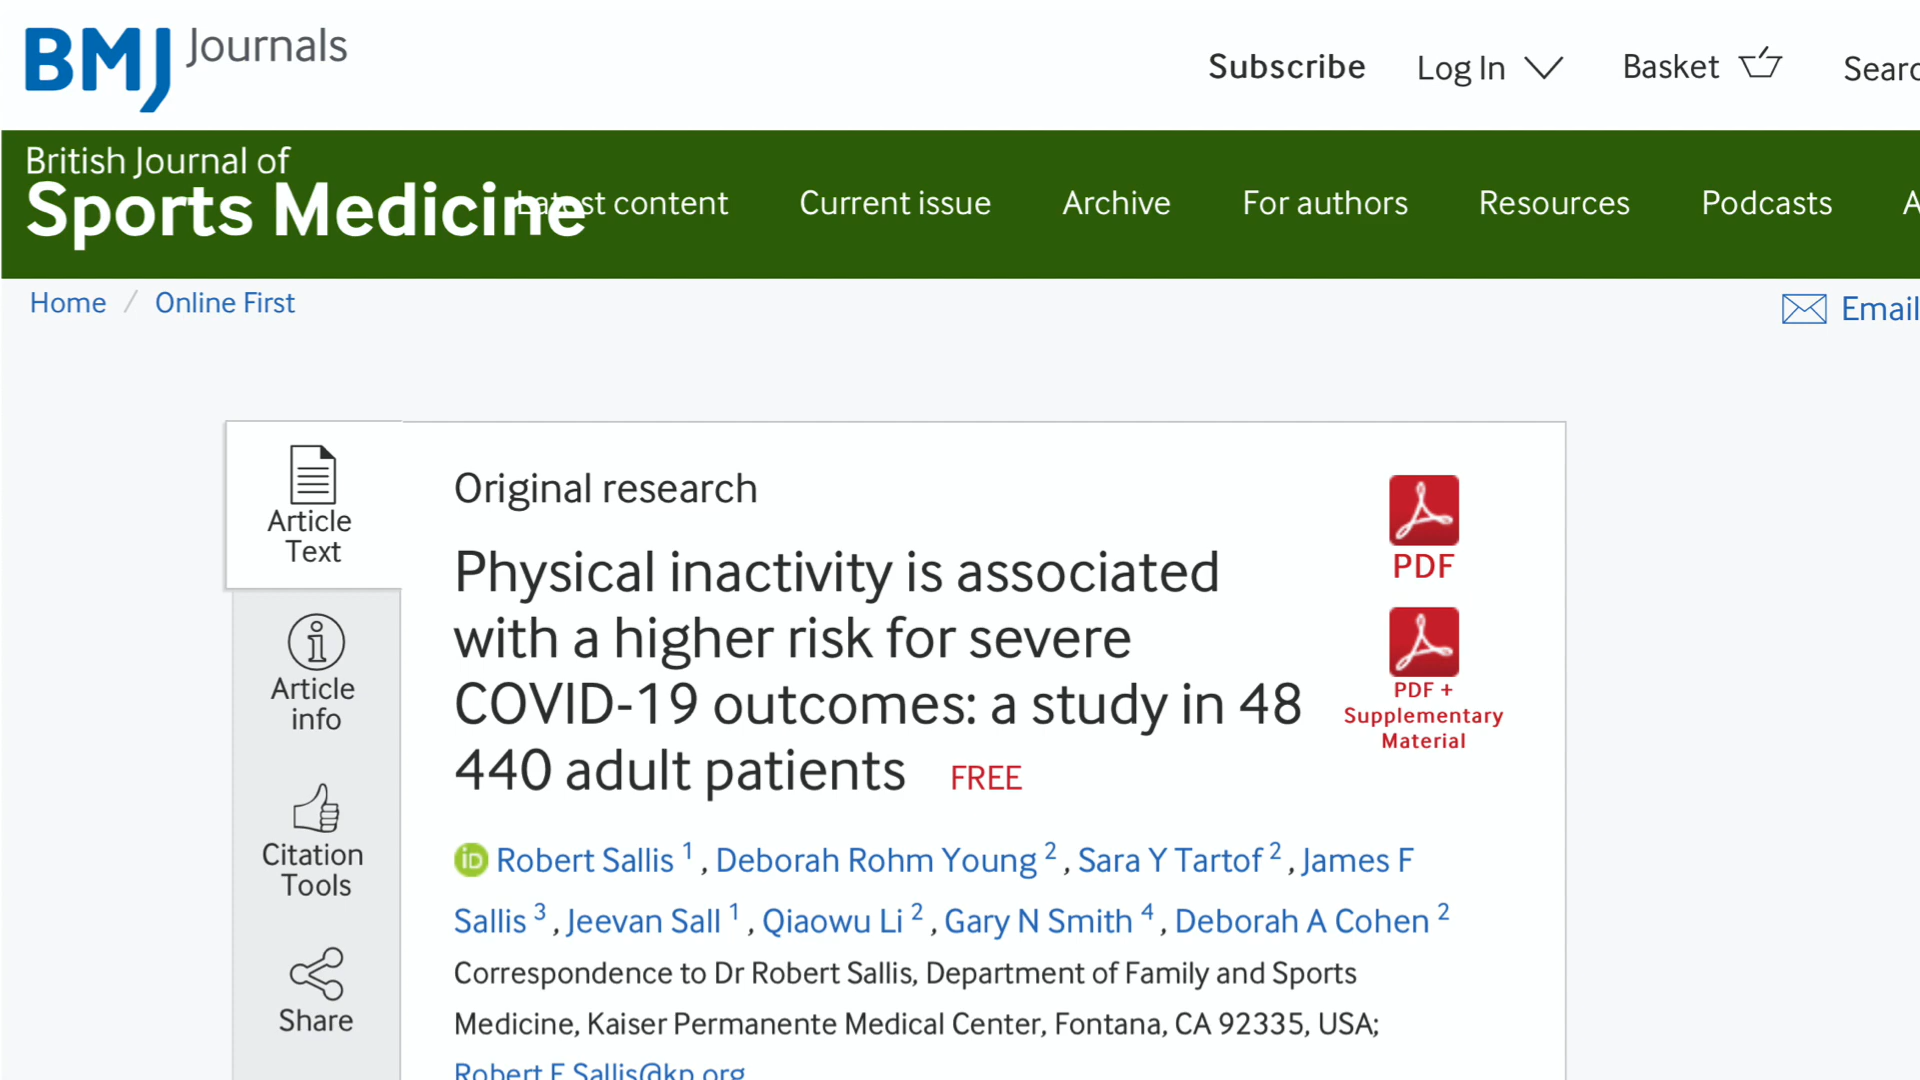 BMJ Journals
Subscribe Log In Basket
British Journal of
Sports Medicine
Latest content Current issue Archive For authors Resources Podcasts
Home / Online First
Email
Article
Text
Article
info
Citation
Tools
Share
Original research
Physical inactivity is associated
with a higher risk for severe
COVID-19 outcomes: a study in 48
440 adult patients FREE
PDF
PDF +
Supplementary
Material
iD Robert Sallis 1 , Deborah Rohm Young 2 , Sara Y Tartof 2 , James F
Sallis 3 , Jeevan Sall 1 , Qiaowu Li 2 , Gary N Smith 4 , Deborah A Cohen 2
Correspondence to Dr Robert Sallis, Department of Family and Sports
Medicine, Kaiser Permanente Medical Center, Fontana, CA 92335, USA;